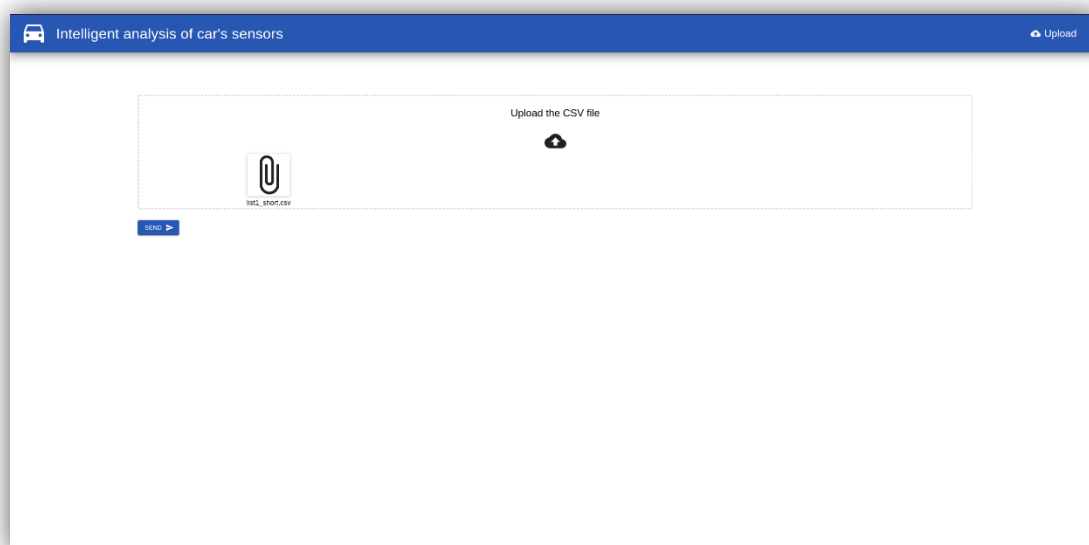 Intelligent analysis of car's sensors
Upload
Upload the CSV file
list1_short.csv
SEND